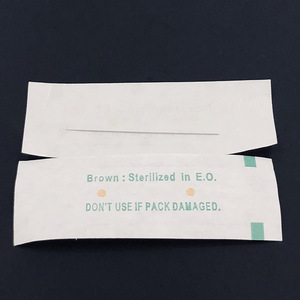 Brown : Sterilized in E.O.
DON'T USE IF PACK DAMAGED.